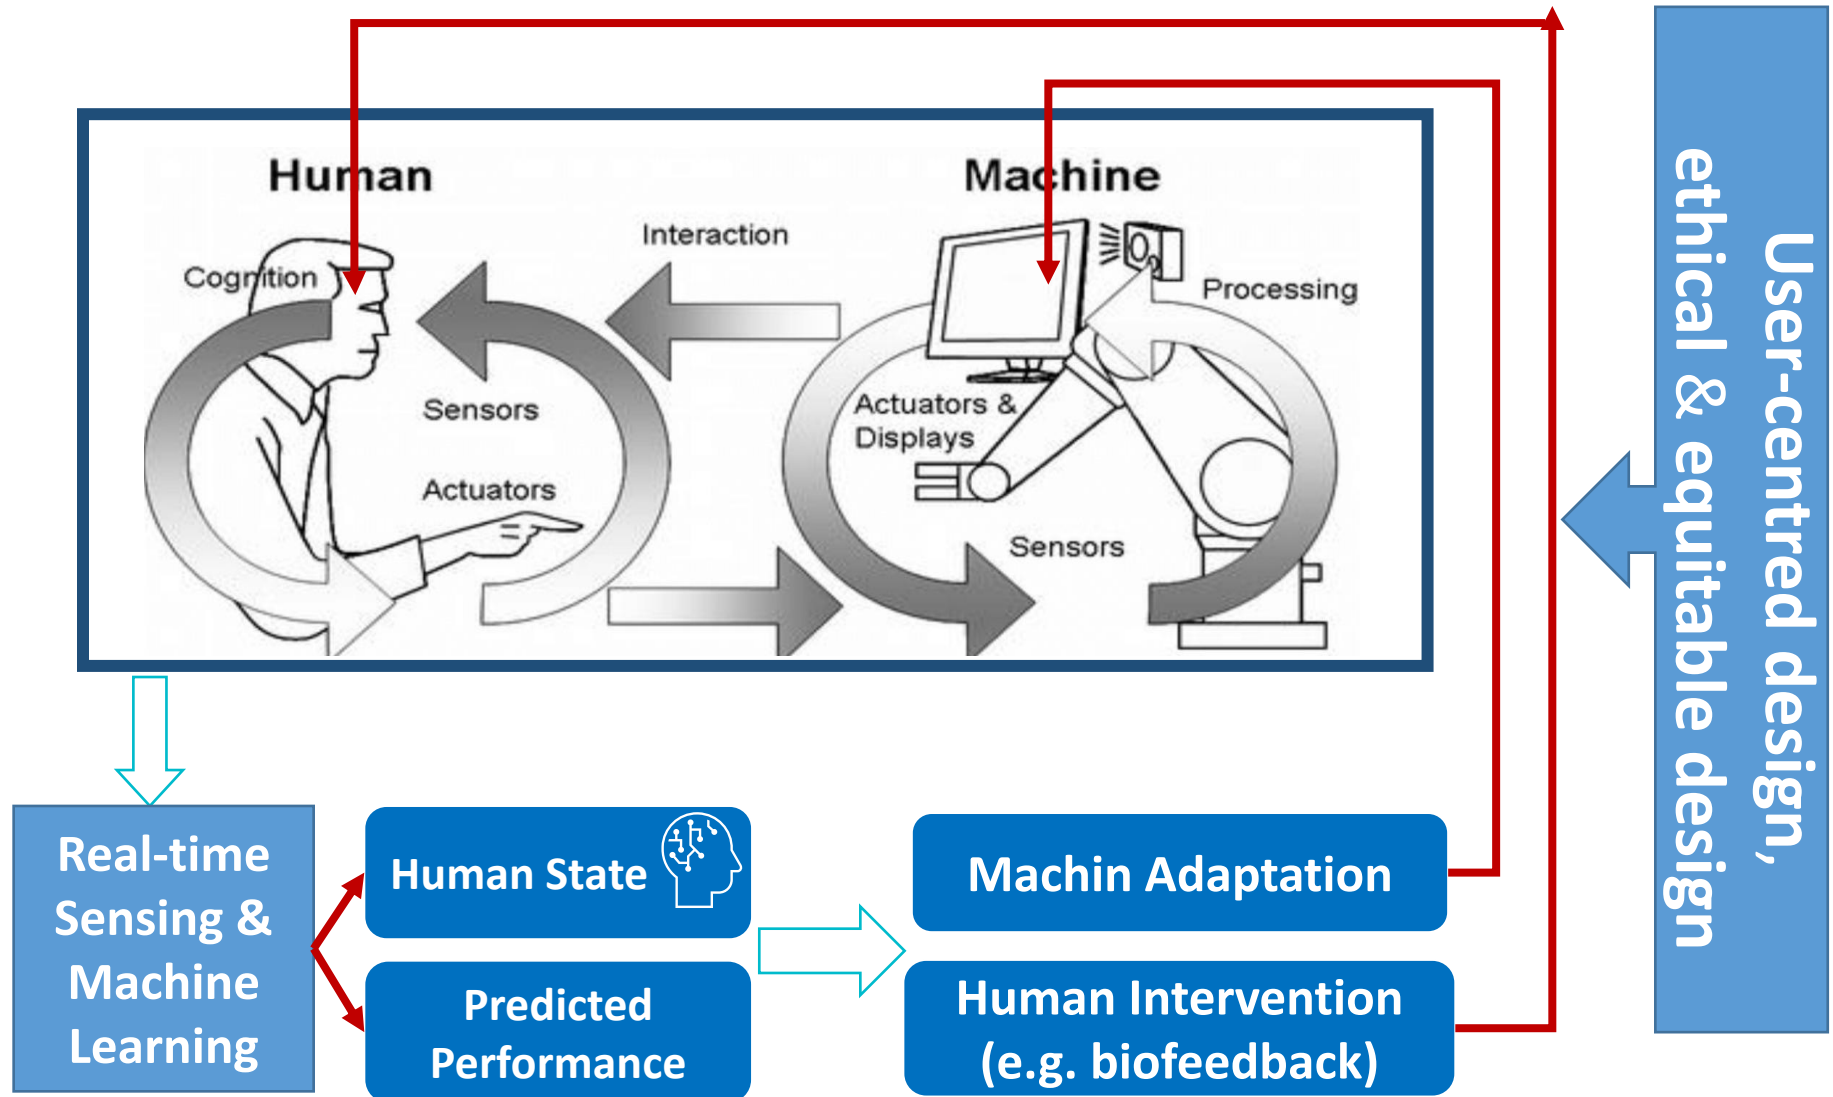 Human
Machine
Interaction
Cognition
Processing
Sensors
Actuators &
Displays
Actuators
Sensors
Real-time
Sensing &
Machine
Learning
Human State
Predicted
Performance
Machin Adaptation
Human Intervention
(e.g. biofeedback)
User-centred design,
ethical & equitable design